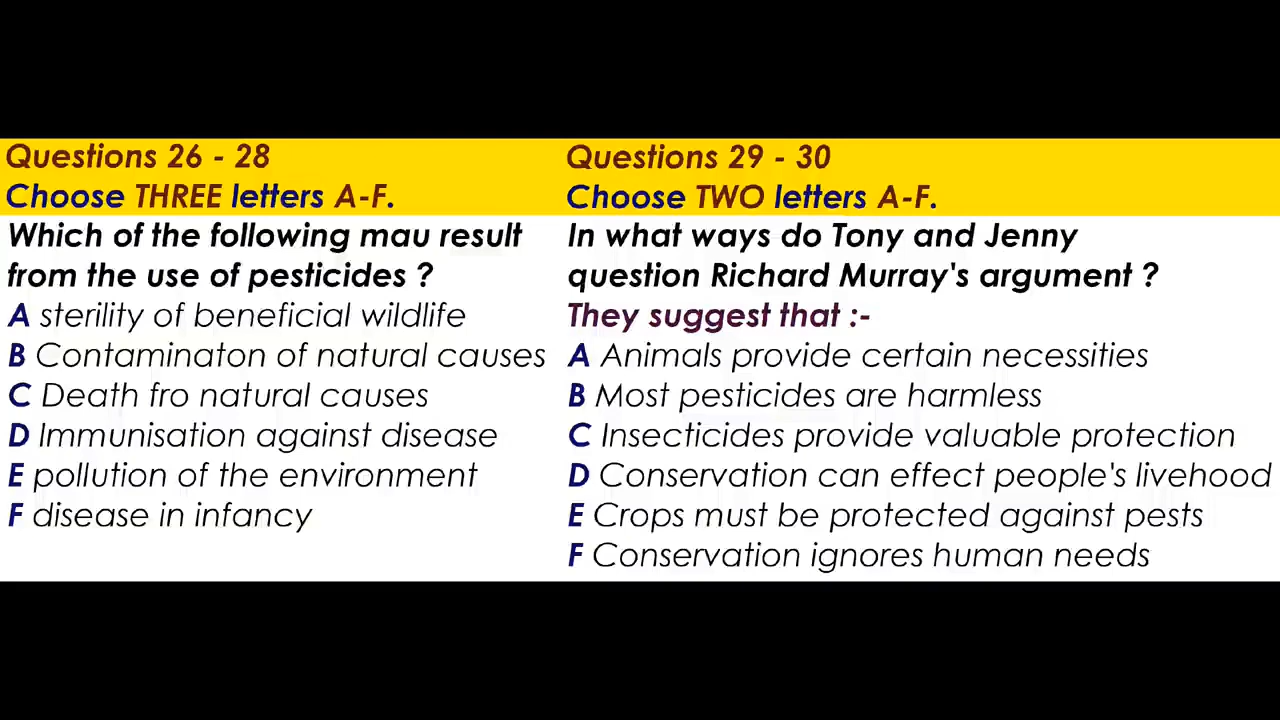 Questions 26 - 28
Choose THREE letters A-F.
Which of the following mau result
from the use of pesticides ?
A sterility of beneficial wildlife
B Contaminaton of natural causes
C Death fro natural causes
D Immunisation against disease
E pollution of the environment
F disease in infancy
Questions 29 - 30
Choose TWO letters A-F.
In what ways do Tony and Jenny
question Richard Murray's argument ?
They suggest that :-
A Animals provide certain necessities
B Most pesticides are harmless
C Insecticides provide valuable protection
D Conservation can effect people's livehood
E Crops must be protected against pests
F Conservation ignores human needs